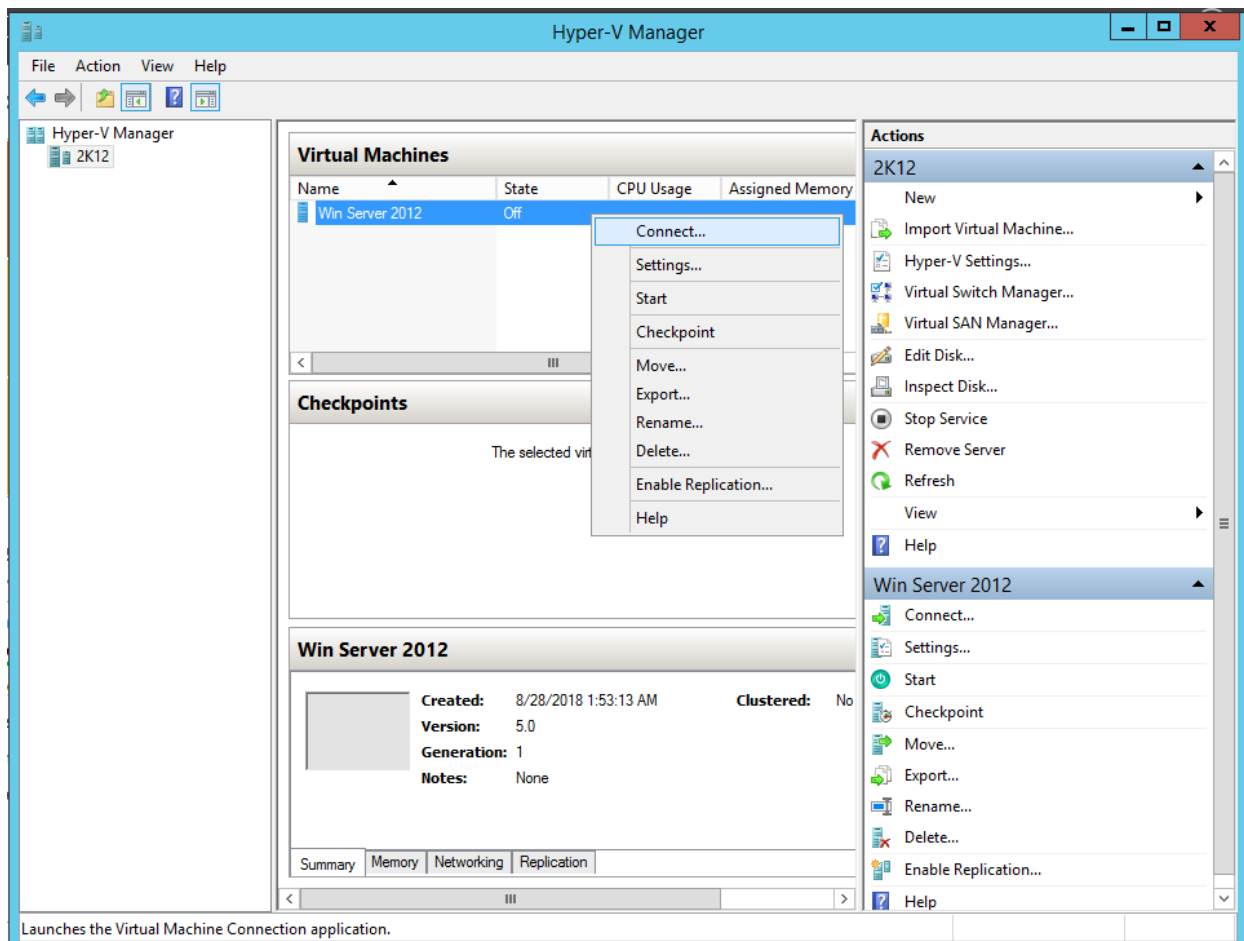 Hyper-V Manager
File Action View Help
Hyper-V Manager
2K12
Virtual Machines
Name State CPU Usage Assigned Memory
Win Server 2012 Off
Connect...
Settings...
Start
Checkpoint
Move...
Export...
Rename...
Delete...
Enable Replication...
Help
Checkpoints
The selected
Win Server 2012
Created: 8/28/2018 1:53:13 AM Clustered: No
Version: 5.0
Generation: 1
Notes: None
Summary Memory Networking Replication
Actions
2K12
New
Import Virtual Machine...
Hyper-V Settings...
Virtual Switch Manager...
Virtual SAN Manager...
Edit Disk...
Inspect Disk...
Stop Service
Remove Server
Refresh
View
Help
Win Server 2012
Connect...
Settings...
Start
Checkpoint
Move...
Export...
Rename...
Delete...
Enable Replication...
Help
Launches the Virtual Machine Connection application.